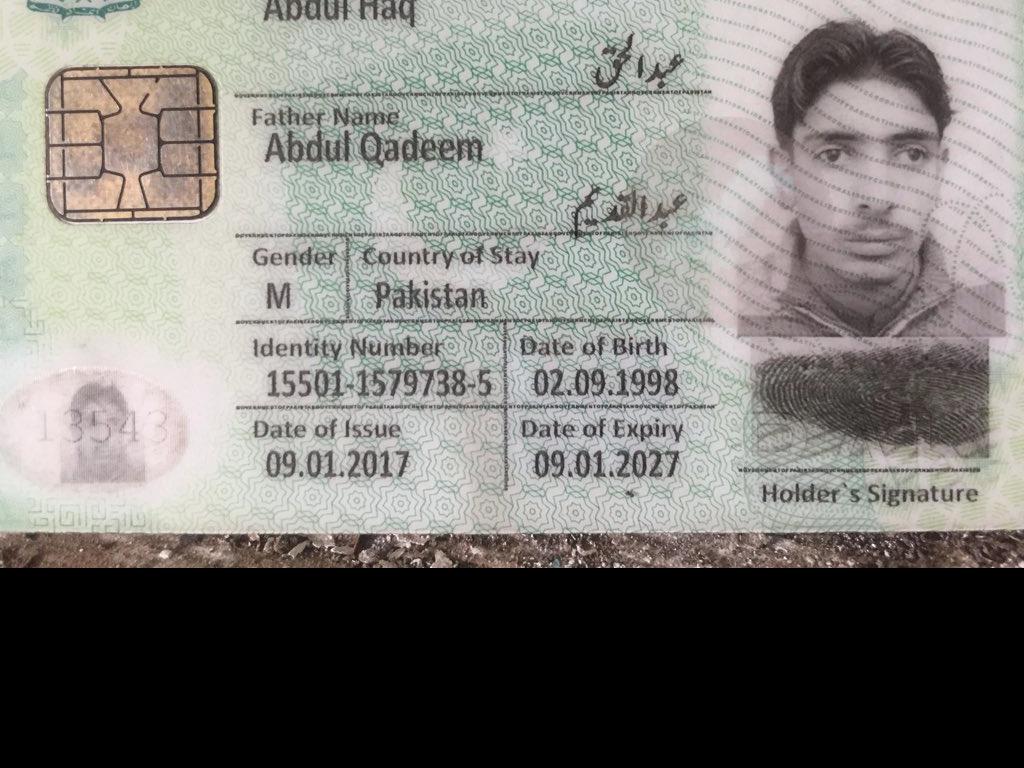 Abdul Haq
عبدالحق
Father Name
Abdul Qadeem
عبدالقدیم
Gender Country of Stay
M Pakistan
Identity Number Date of Birth
15501-1579738-5 02.09.1998
Date of Issue Date of Expiry
09.01.2017 09.01.2027
13543
Holder`s Signature